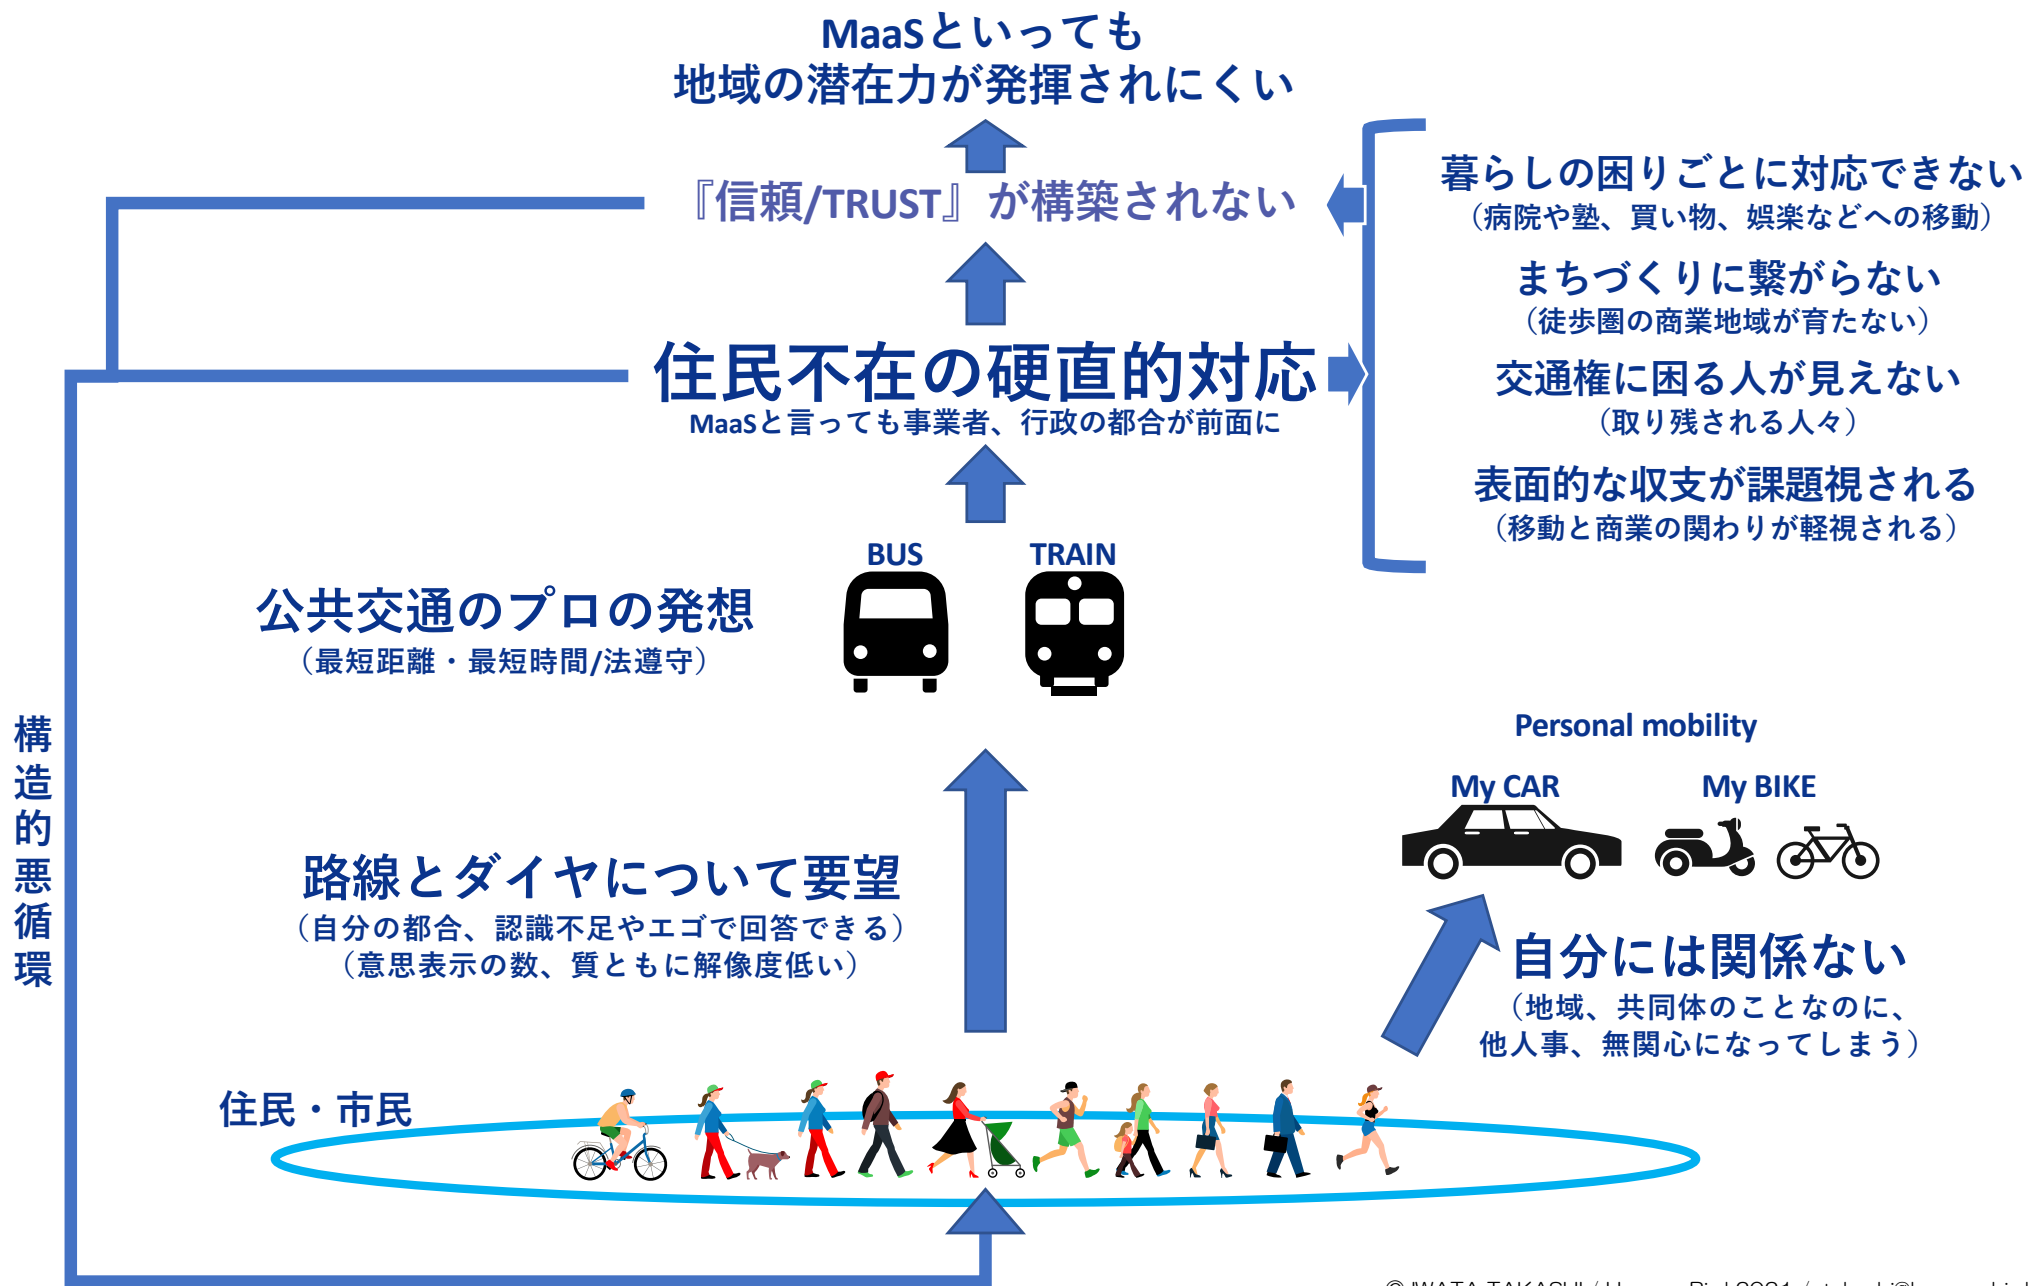 MaaSといっても
地域の潜在力が発揮されにくい
『信頼/TRUST』が構築されない
暮らしの困りごとに対応できない
（病院や塾、買い物、娯楽などへの移動）
まちづくりに繋がらない
（徒歩圏の商業地域が育たない）
交通権に困る人が見えない
（取り残される人々）
表面的な収支が課題視される
（移動と商業の関わりが軽視される）
住民不在の硬直的対応
MaaSと言っても事業者、行政の都合が前面に
BUS
TRAIN
公共交通のプロの発想
（最短距離・最短時間/法遵守）
構造的悪循環
Personal mobility
My CAR
My BIKE
路線とダイヤについて要望
（自分の都合、認識不足やエゴで回答できる）
（意思表示の数、質ともに解像度低い）
自分には関係ない
（地域、共同体のことなのに、
他人事、無関心になってしまう）
住民・市民